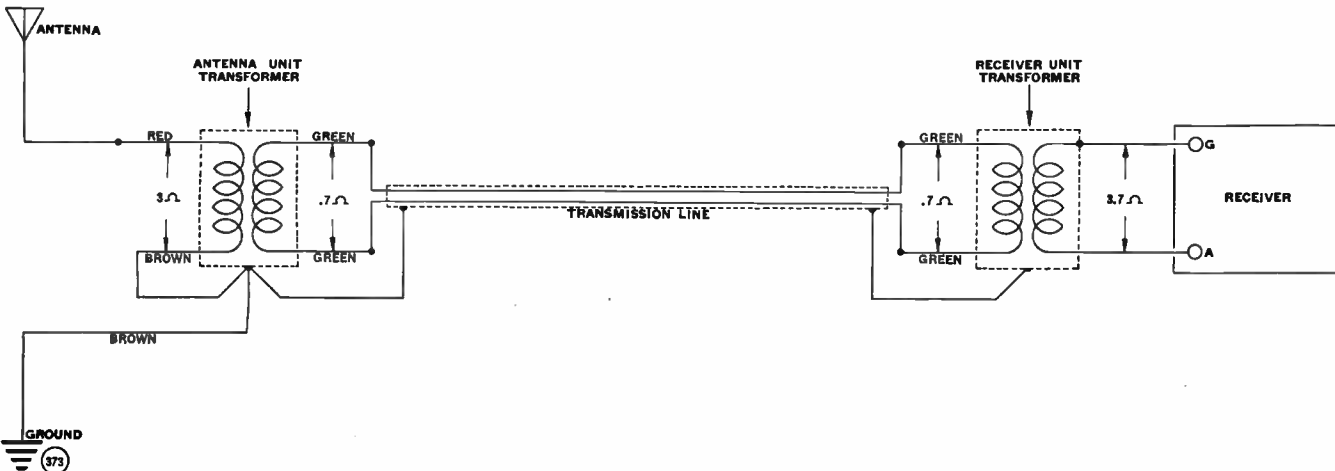 ANTENNA
ANTENNA UNIT
TRANSFORMER
RECEIVER UNIT
TRANSFORMER
RED
GREEN
GREEN
G
3Ω
.7Ω
.7Ω
3.7Ω
RECEIVER
TRANSMISSION LINE
BROWN
GREEN
GREEN
A
BROWN
GROUND
373